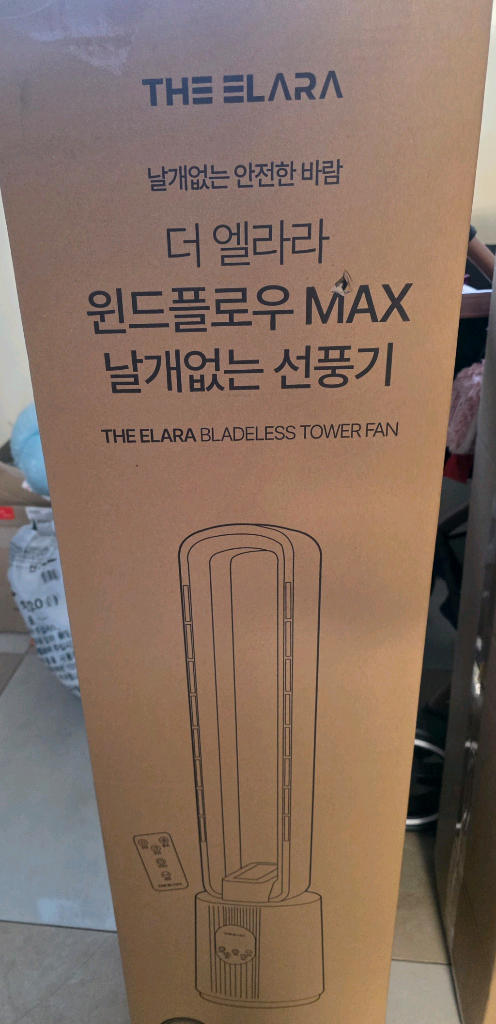 THE ELARA
날개없는 안전한 바람
더 엘라라
윈드플로우 MAX
날개없는 선풍기
THE ELARA BLADELESS TOWER FAN